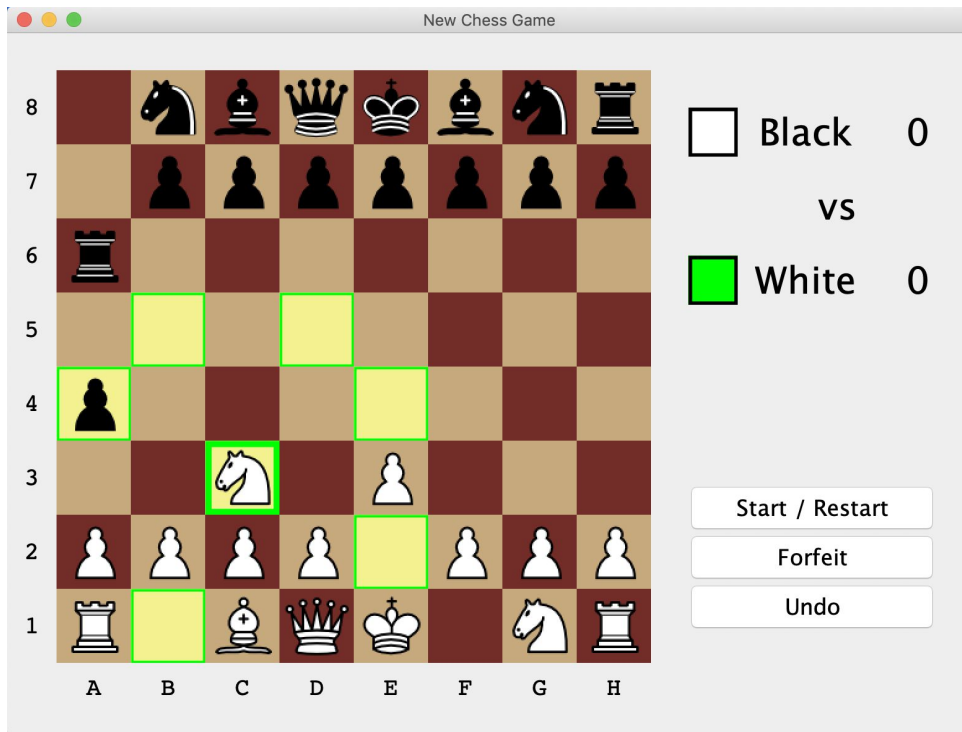 New Chess Game
8
7
6
5
4
3
2
1
A B C D E F G H
Black 0
vs
White 0
Start / Restart
Forfeit
Undo